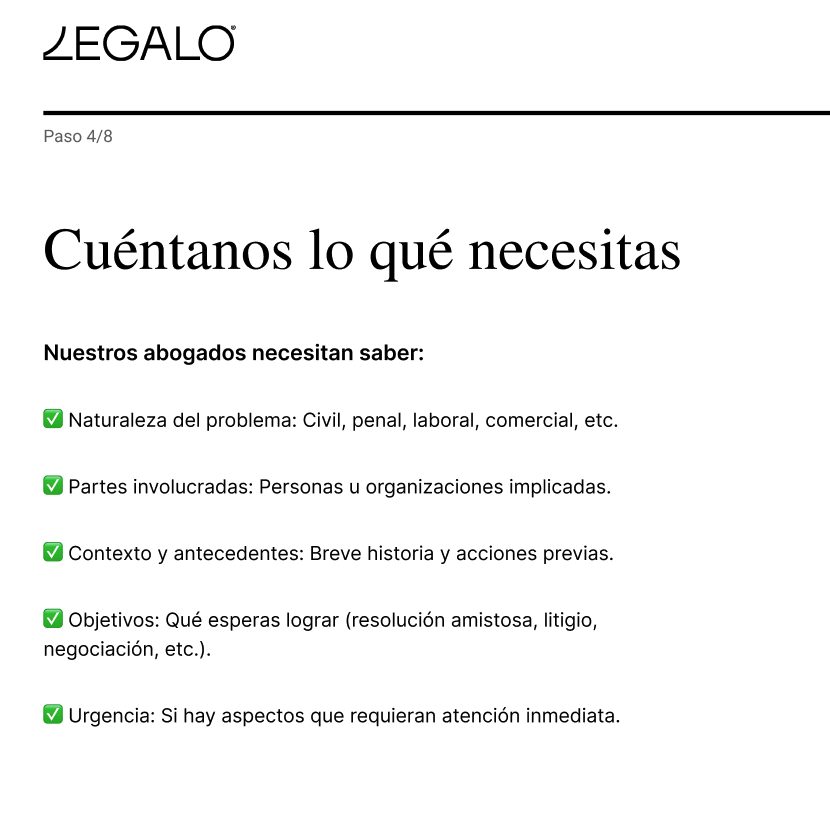 LEGALO®
Paso 4/8
Cuéntanos lo qué necesitas
Nuestros abogados necesitan saber:
✅ Naturaleza del problema: Civil, penal, laboral, comercial, etc.
✅ Partes involucradas: Personas u organizaciones implicadas.
✅ Contexto y antecedentes: Breve historia y acciones previas.
✅ Objetivos: Qué esperas lograr (resolución amistosa, litigio,
negociación, etc.).
✅ Urgencia: Si hay aspectos que requieran atención inmediata.